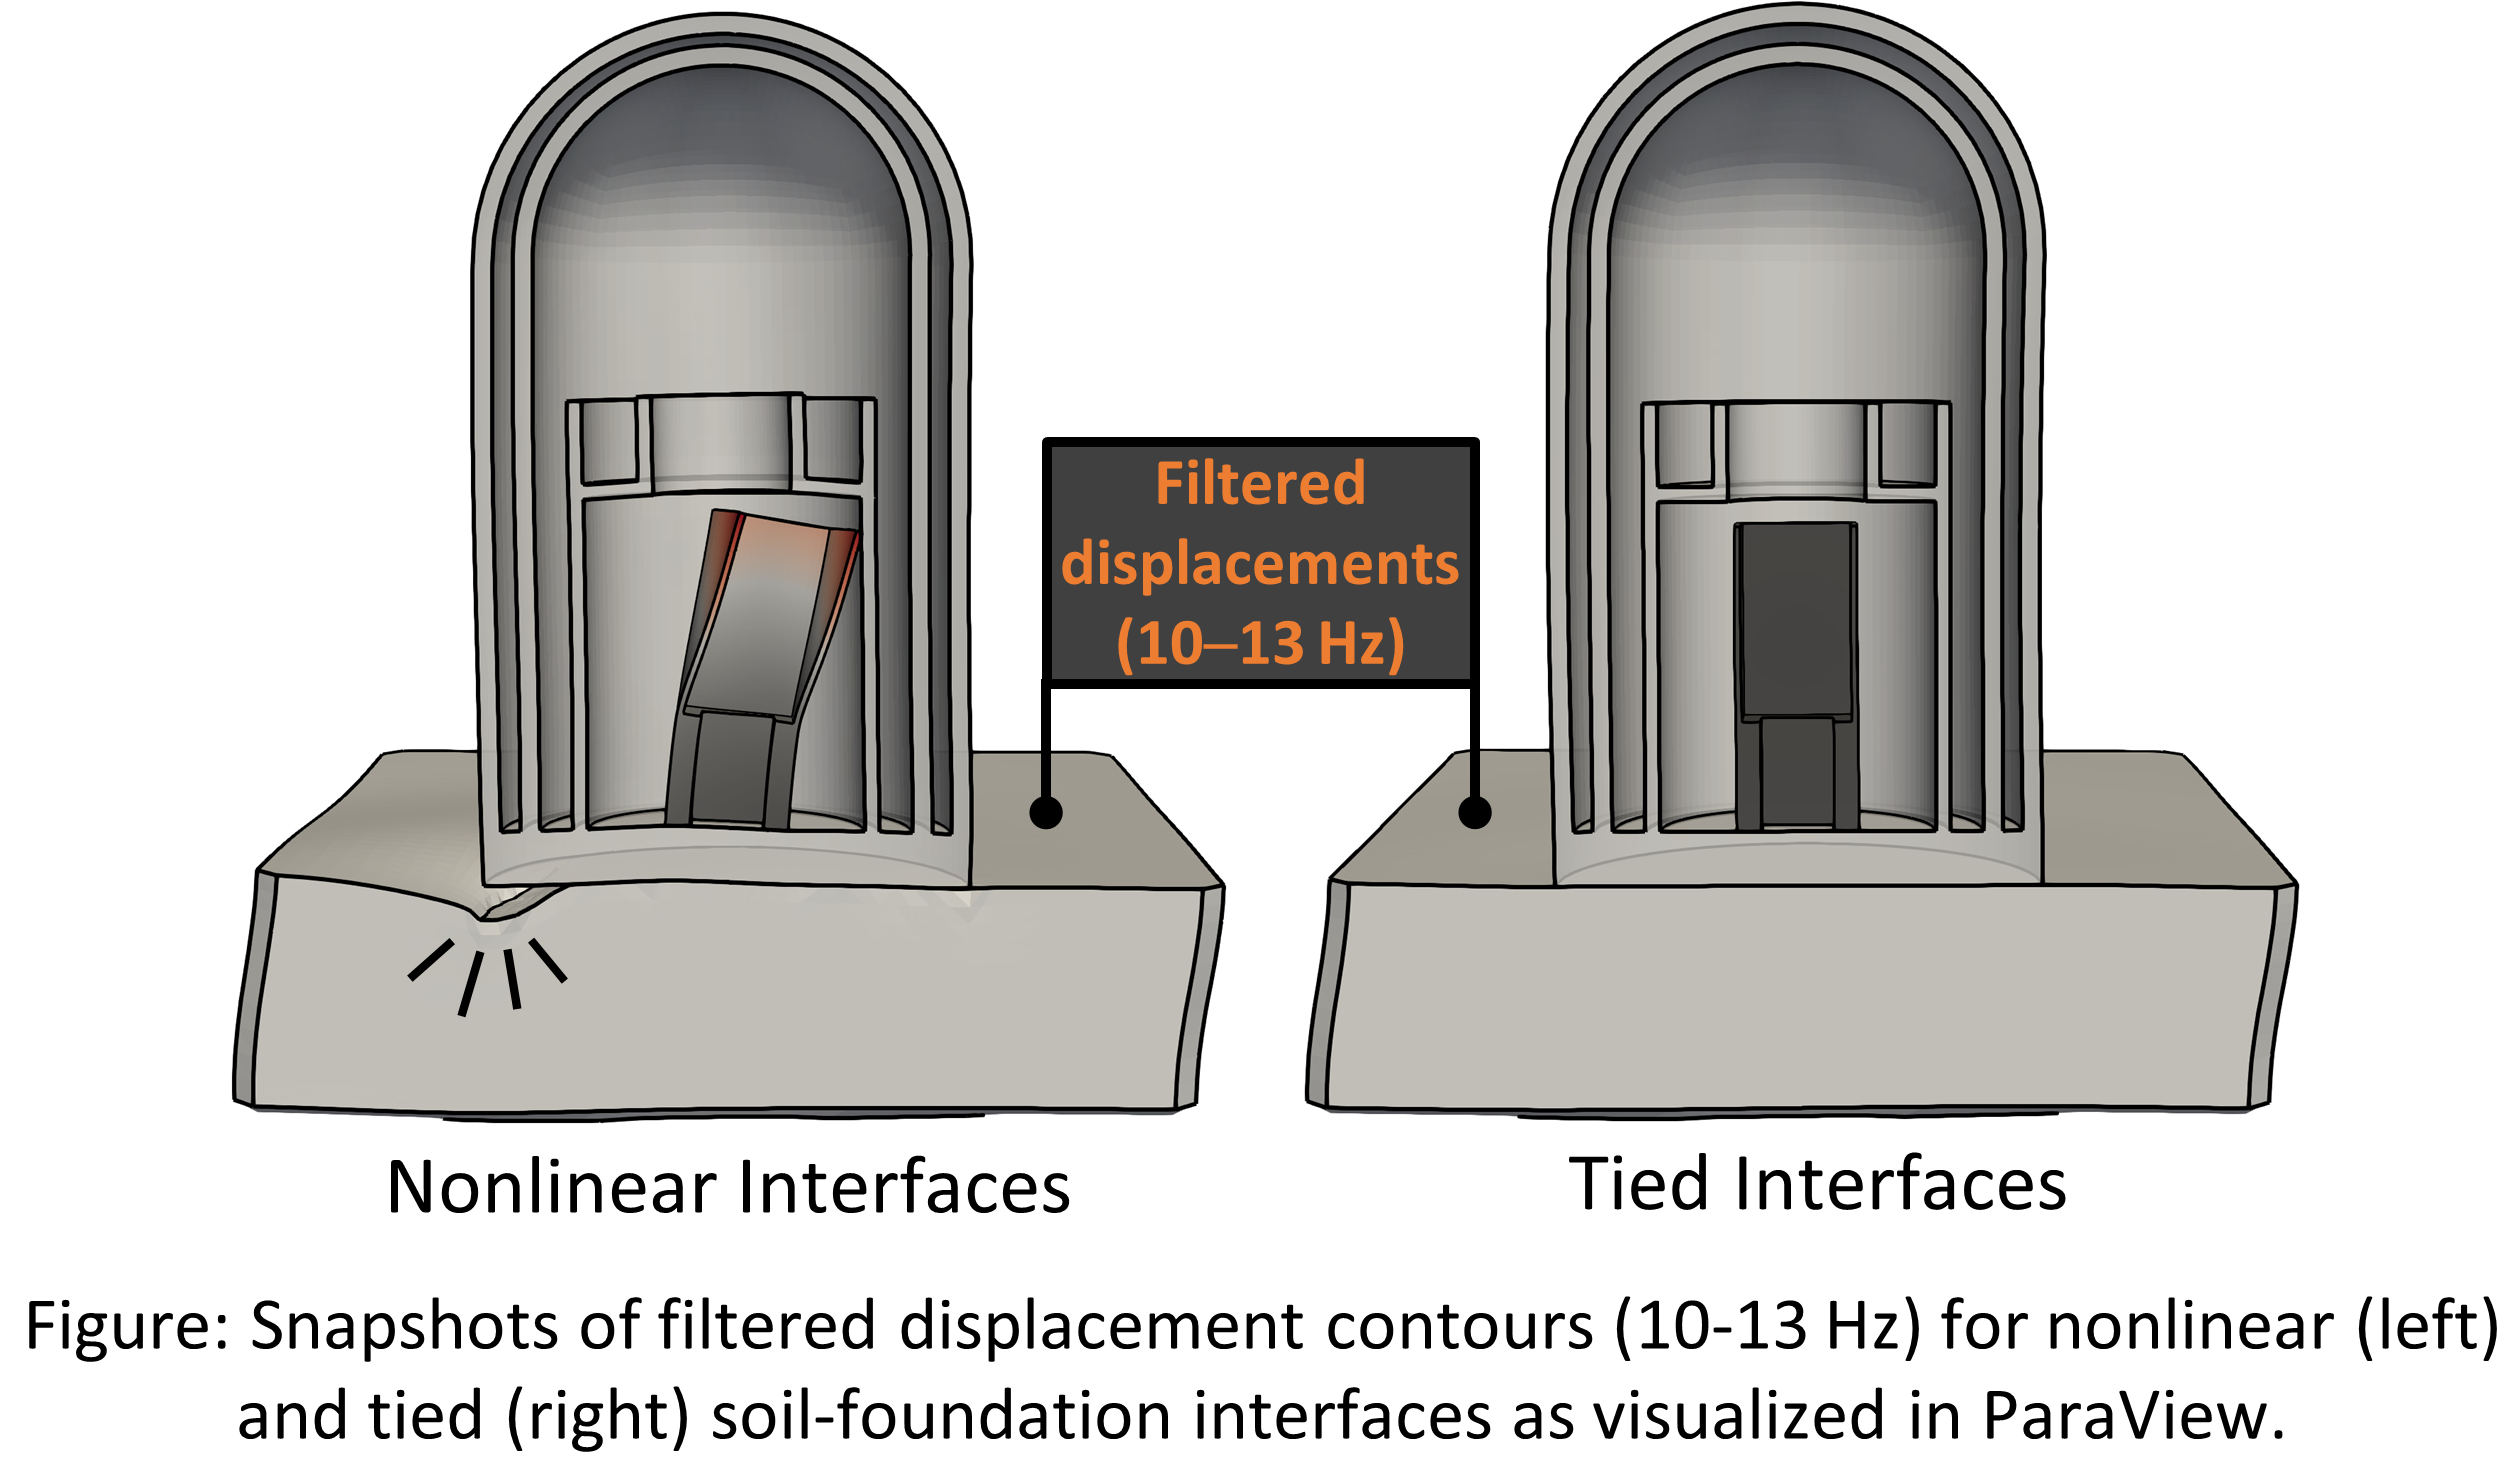 Filtered
displacements
(10–13 Hz)
Nonlinear Interfaces
Tied Interfaces
Figure: Snapshots of filtered displacement contours (10-13 Hz) for nonlinear (left)
and tied (right) soil-foundation interfaces as visualized in ParaView.